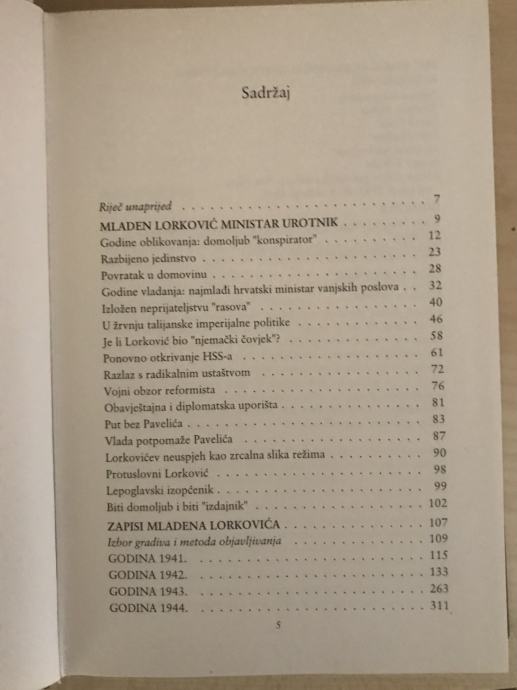 Sadržaj
Riječ unaprijed . . . . . . . . . . . . . . . . . . . . . . . . . . 7
MLADEN LORKOVIĆ MINISTAR UROTNIK . . . . . . . . . 9
Godine oblikovanja: domoljub "konspirator" . . . . . . . . . . 12
Razbijeno jedinstvo . . . . . . . . . . . . . . . . . . . . . . . 23
Povratak u domovinu . . . . . . . . . . . . . . . . . . . . . . 28
Godine vladanja: najmlađi hrvatski ministar vanjskih poslova . . 32
Izložen neprijateljstvu "rasova" . . . . . . . . . . . . . . . . . 40
U žrvnju talijanske imperijalne politike . . . . . . . . . . . . . 46
Je li Lorković bio "njemački čovjek"? . . . . . . . . . . . . . . 58
Ponovno otkrivanje HSS-a . . . . . . . . . . . . . . . . . . . 61
Razlaz s radikalnim ustaštvom . . . . . . . . . . . . . . . . . 72
Vojni obzor reformista . . . . . . . . . . . . . . . . . . . . . 76
Obavještajna i diplomatska uporišta . . . . . . . . . . . . . . . 81
Put bez Pavelića . . . . . . . . . . . . . . . . . . . . . . . . . 83
Vlada potpomaže Pavelića . . . . . . . . . . . . . . . . . . . 87
Lorkovićev neuspjeh kao zrcalna slika režima . . . . . . . . . . 90
Protuslovni Lorković . . . . . . . . . . . . . . . . . . . . . . 98
Lepoglavski izopčenik . . . . . . . . . . . . . . . . . . . . . . 99
Biti domoljub i biti "izdajnik" . . . . . . . . . . . . . . . . . . 102
ZAPISI MLADENA LORKOVIĆA . . . . . . . . . . . . . . . 107
Izbor gradiva i metoda objavljivanja . . . . . . . . . . . . . . 109
GODINA 1941. . . . . . . . . . . . . . . . . . . . . . . . . 115
GODINA 1942. . . . . . . . . . . . . . . . . . . . . . . . . 133
GODINA 1943. . . . . . . . . . . . . . . . . . . . . . . . . 263
GODINA 1944. . . . . . . . . . . . . . . . . . . . . . . . . 311
5